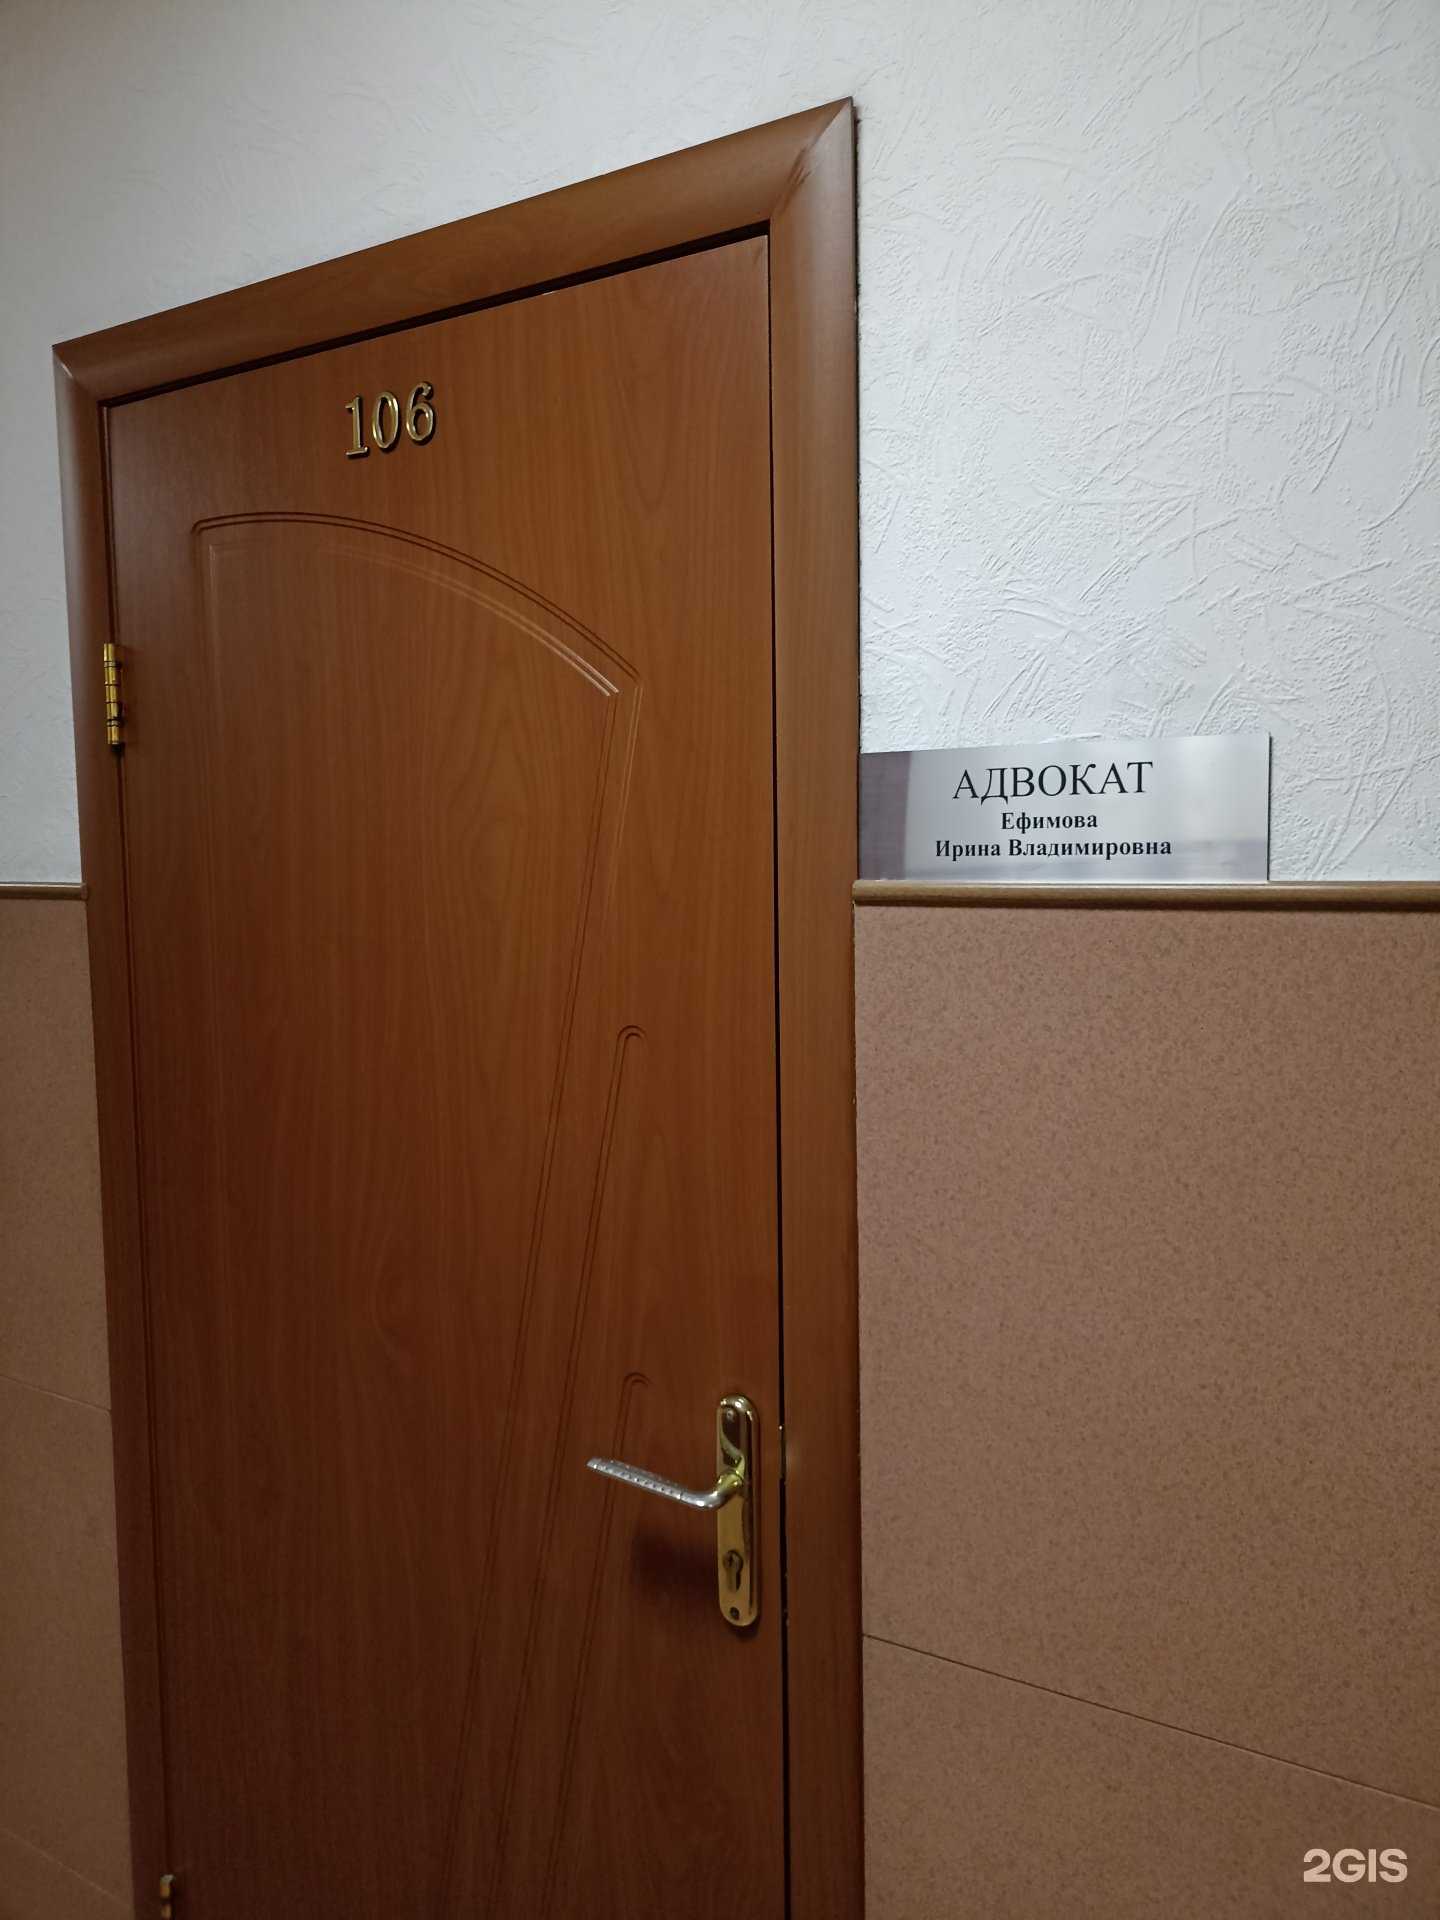 106
АДВОКАТ
Ефимова
Ирина Владимировна
2GIS